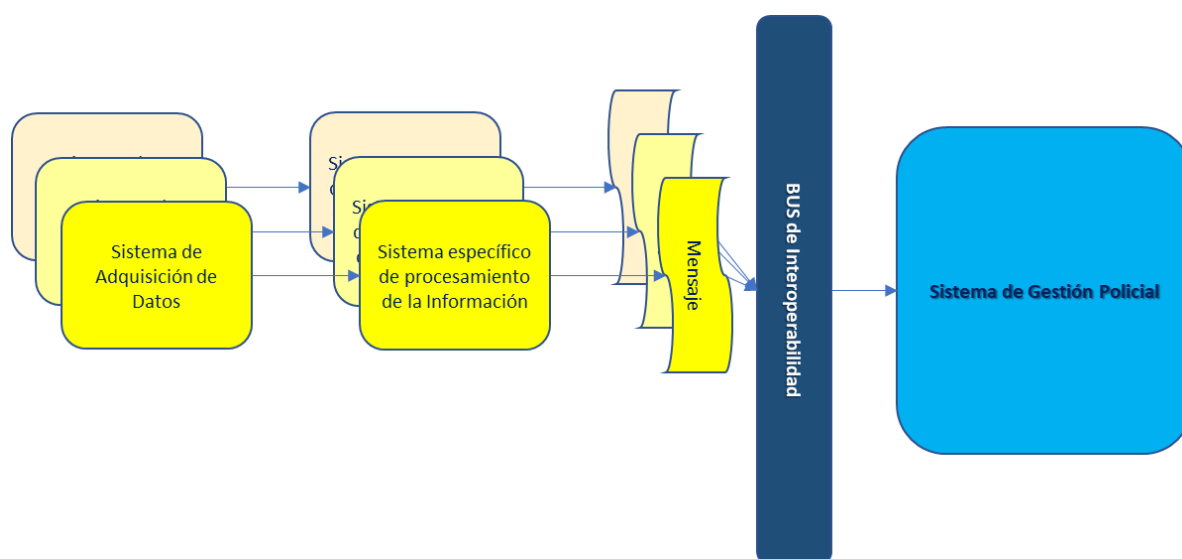 Sistema de
Adquisición de
Datos
Sistema específico
de procesamiento
de la Información
Mensaje
BUS de Interoperabilidad
Sistema de Gestión Policial